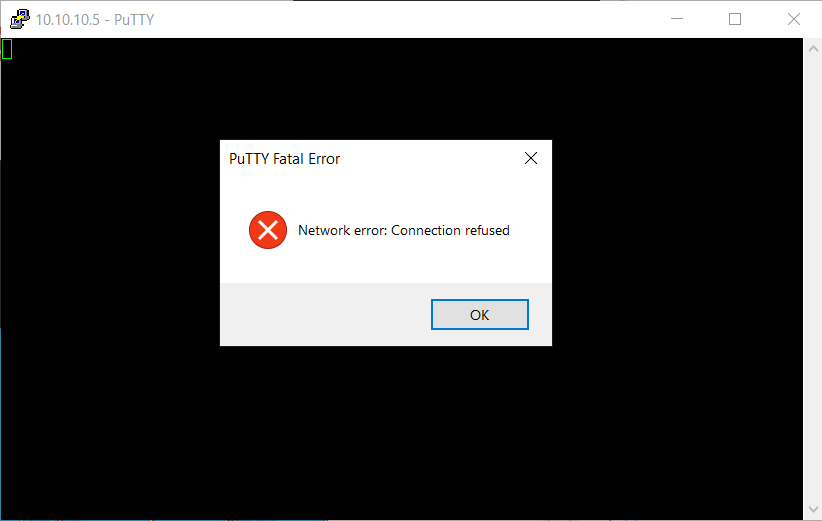 10.10.10.5 - PuTTY
PuTTY Fatal Error
Network error: Connection refused
OK